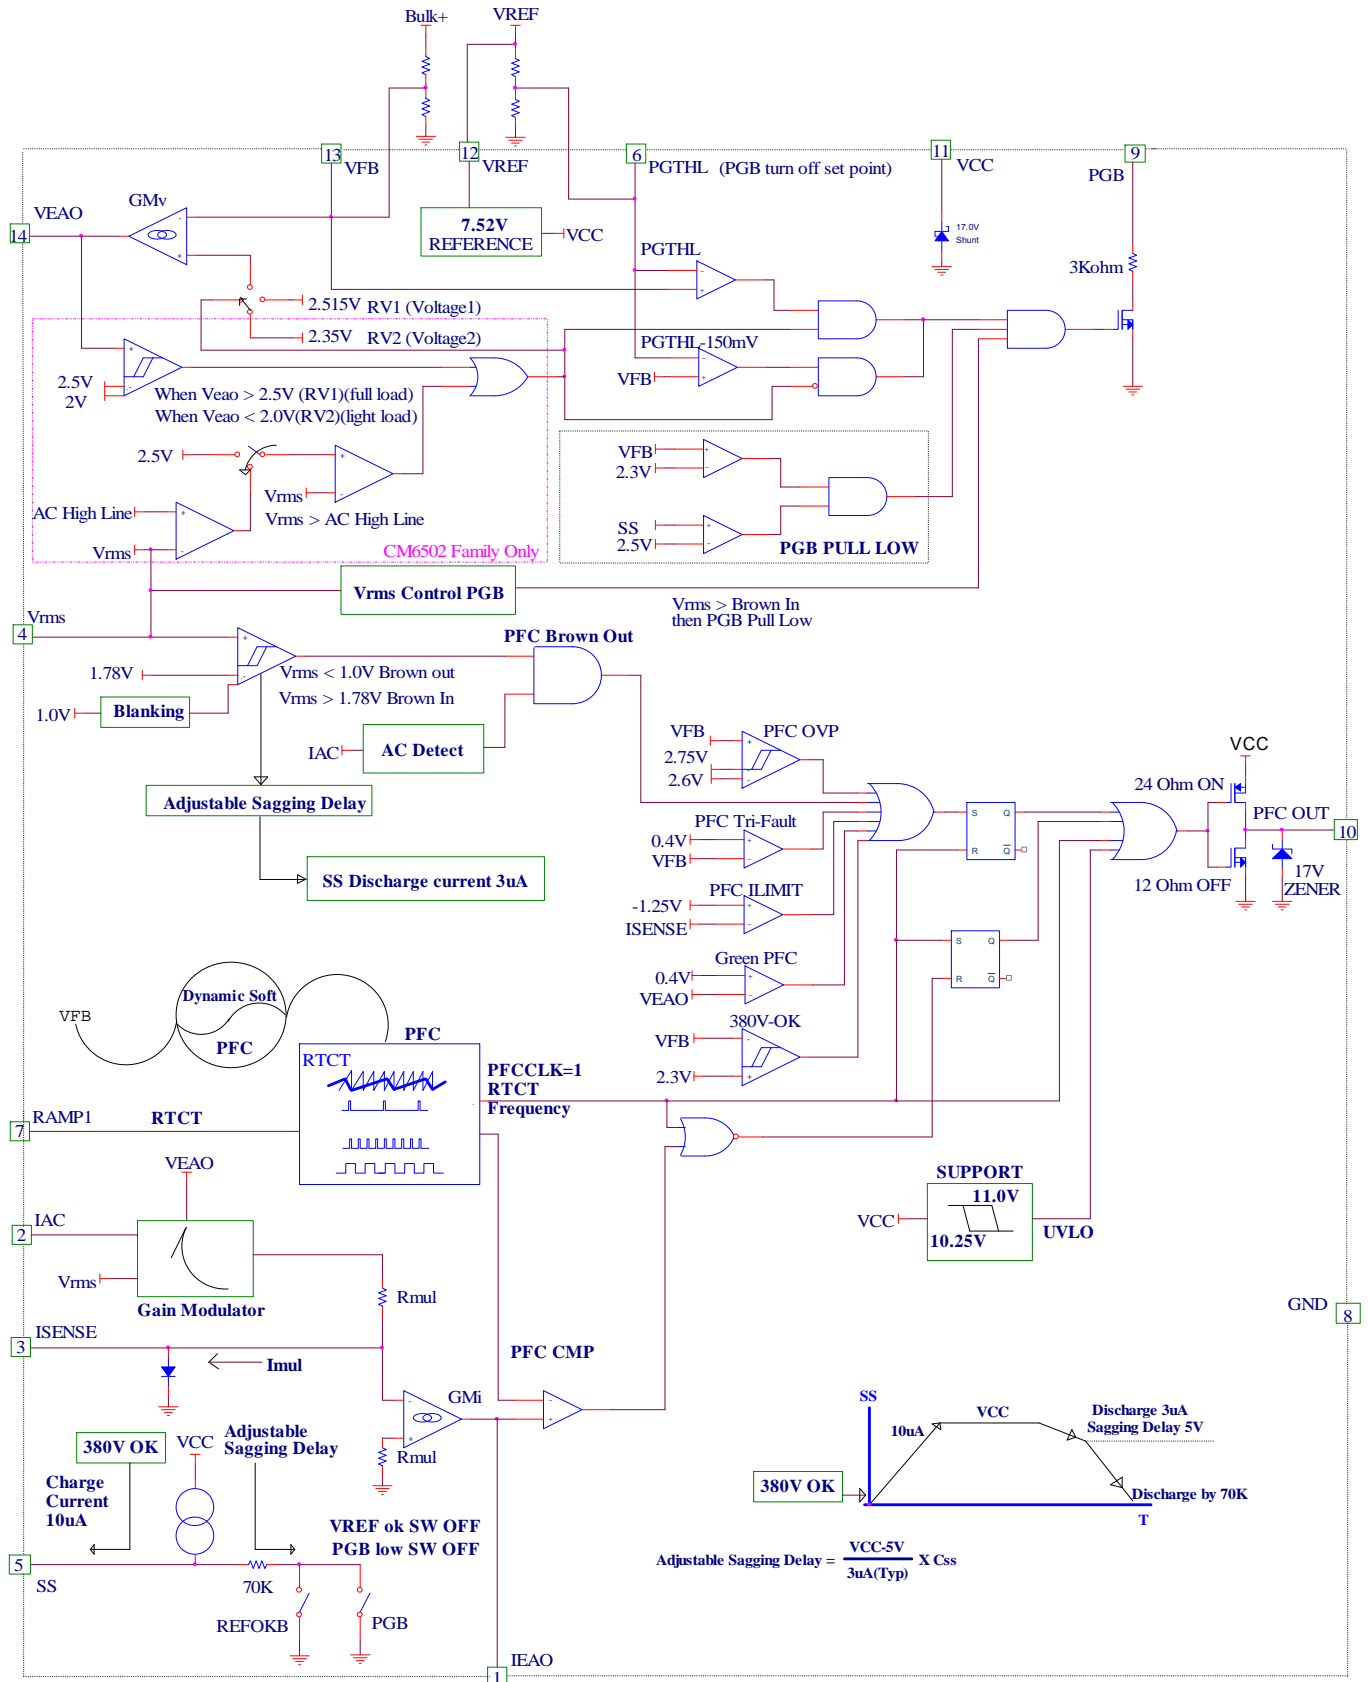 Bulk+
VREF
13
VFB
12
VREF
6
PGTHL (PGB turn off set point)
11
VCC
9
PGB
GMv
VEAO
14
7.52V
REFERENCE
VCC
17.0V
Shunt
PGTHL
3Kohm
2.515V RV1 (Voltage1)
2.35V RV2 (Voltage2)
PGTHL-150mV
VFB
2.5V
2V
When Veao > 2.5V (RV1)(full load)
When Veao < 2.0V(RV2)(light load)
2.5V
VFB
2.3V
Vrms
Vrms > AC High Line
AC High Line
Vrms
SS
2.5V
CM6502 Family Only
PGB PULL LOW
Vrms Control PGB
Vrms > Brown In
then PGB Pull Low
Vrms
4
PFC Brown Out
1.78V
Vrms < 1.0V Brown out
Vrms > 1.78V Brown In
1.0V
Blanking
IAC
AC Detect
VFB
PFC OVP
2.75V
2.6V
VCC
24 Ohm ON
Adjustable Sagging Delay
PFC Tri-Fault
0.4V
VFB
S Q
R Q
PFC OUT
10
SS Discharge current 3uA
PFC ILIMIT
-1.25V
ISENSE
12 Ohm OFF
17V
ZENER
Green PFC
0.4V
VEAO
S Q
R Q
Dynamic Soft
PFC
VFB
380V-OK
VFB
2.3V
PFC
RTCT
PFCCLK=1
RTCT
Frequency
RAMP1
RTCT
7
VEAO
SUPPORT
11.0V
10.25V
VCC
UVLO
IAC
2
Vrms
Gain Modulator
Rmul
GND
8
ISENSE
3
Imul
PFC CMP
GMi
Rmul
380V OK
VCC
Adjustable
Sagging Delay
Charge
Current
10uA
SS
10uA
VCC
Discharge 3uA
Sagging Delay 5V
380V OK
Discharge by 70K
T
VREF ok SW OFF
PGB low SW OFF
5
SS
70K
REFOKB
PGB
Adjustable Sagging Delay = VCC-5V
3uA(Typ) X Css
IEAO
1